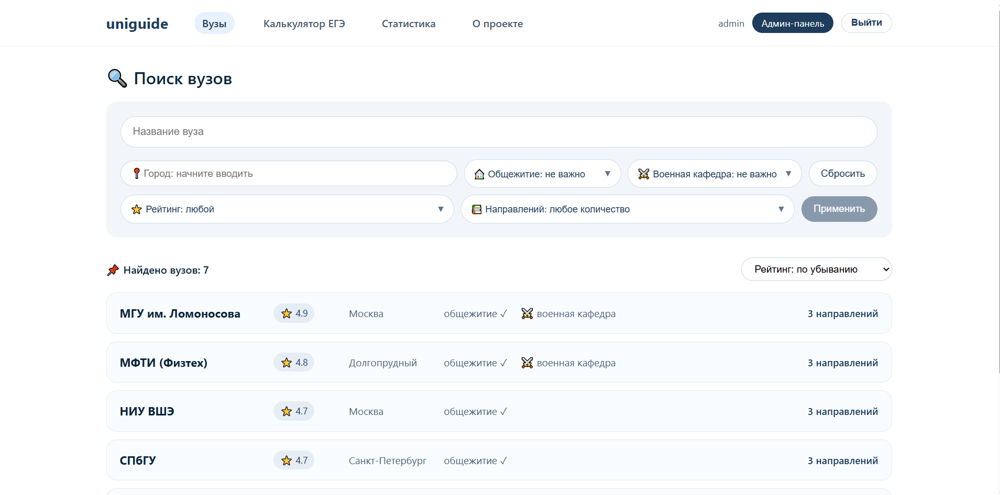 uniguide Вузы Калькулятор ЕГЭ Статистика О проекте admin Админ-панель Выйти
🔍 Поиск вузов
Название вуза
📍 Город: начните вводить 🏠 Общежитие: не важно ▼ ⚔ Военная кафедра: не важно ▼ Сбросить
⭐ Рейтинг: любой ▼ 📚 Направлений: любое количество ▼ Применить
📌 Найдено вузов: 7 Рейтинг: по убыванию
МГУ им. Ломоносова ⭐ 4.9 Москва общежитие ✓ ⚔ военная кафедра 3 направлений
МФТИ (Физтех) ⭐ 4.8 Долгопрудный общежитие ✓ ⚔ военная кафедра 3 направлений
НИУ ВШЭ ⭐ 4.7 Москва общежитие ✓ 3 направлений
СПбГУ ⭐ 4.7 Санкт-Петербург общежитие ✓ 3 направлений